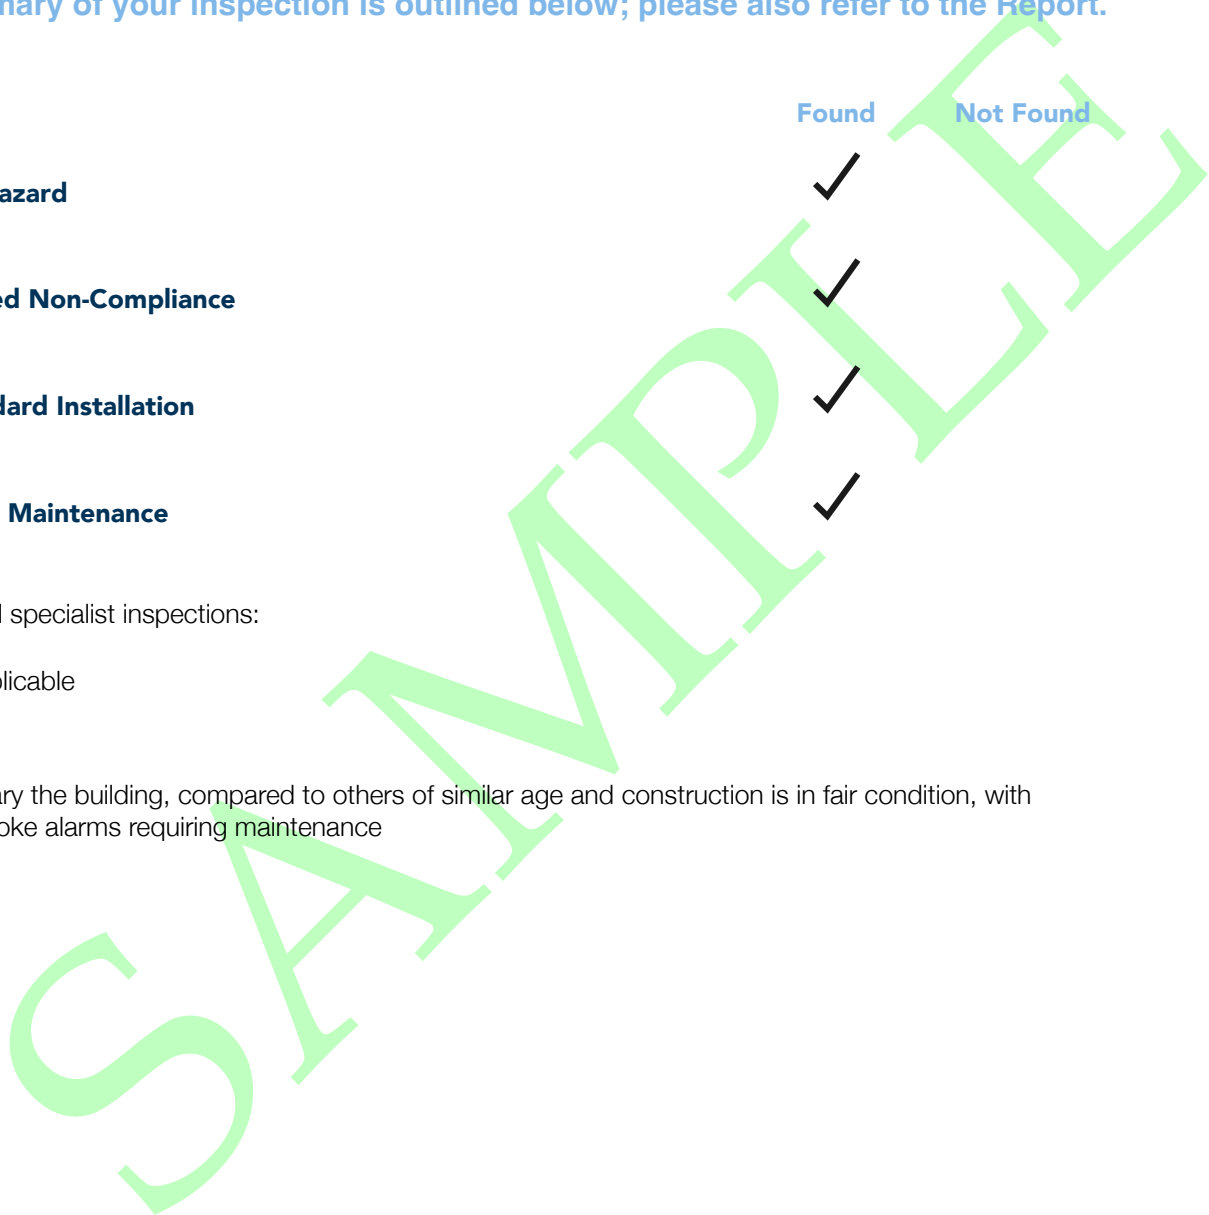 mary of your inspection is outlined below; please also refer to the Report.
Found Not Found
azard
ed Non-Compliance
dard Installation
Maintenance
specialist inspections:
plicable
ary the building, compared to others of similar age and construction is in fair condition, with
oke alarms requiring maintenance
SAMPLE